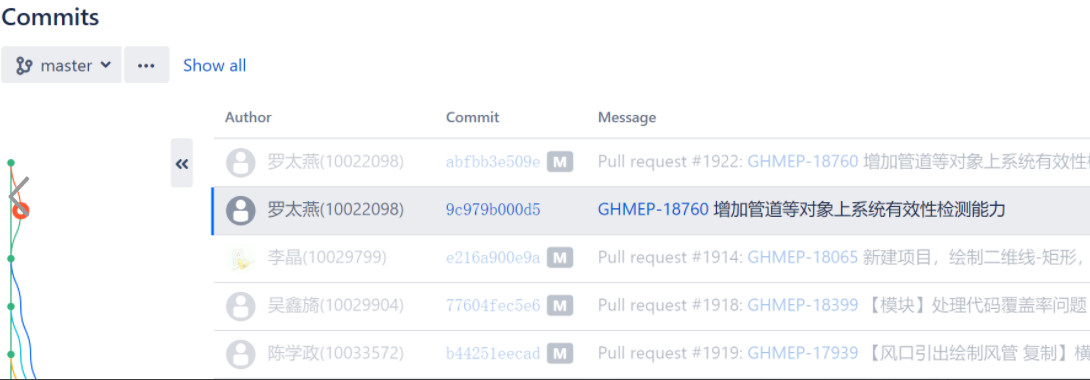 Commits
master ••• Show all
Author Commit Message
罗太燕(10022098) abfbb3e509e M Pull request #1922: GHMEP-18760 增加管道等对象上系统有效性
罗太燕(10022098) 9c979b000d5 GHMEP-18760 增加管道等对象上系统有效性检测能力
李晶(10029799) e216a900e9a M Pull request #1914: GHMEP-18065 新建项目，绘制二维线-矩形，
吴鑫旖(10029904) 77604fec5e6 M Pull request #1918: GHMEP-18399 【模块】处理代码覆盖率问题
陈学政(10033572) b44251eecad M Pull request #1919: GHMEP-17939 【风口引出绘制风管 复制】横